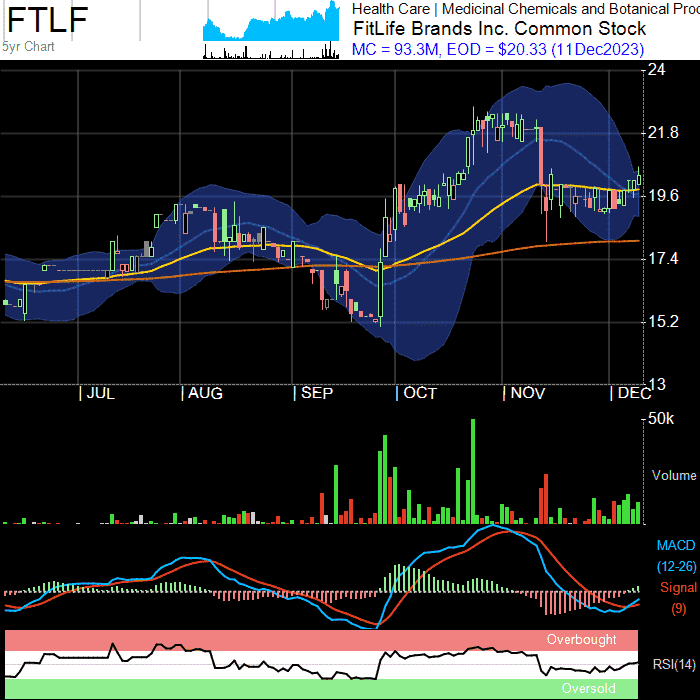 FTLF
5yr Chart
Health Care | Medicinal Chemicals and Botanical Proc
FitLife Brands Inc. Common Stock
MC = 93.3M, EOD = $20.33 (11Dec2023)
24
21.8
19.6
17.4
15.2
13
JUL
AUG
SEP
OCT
NOV
DEC
50k
Volume
MACD
(12-26)
Signal
(9)
Overbought
RSI(14)
Oversold